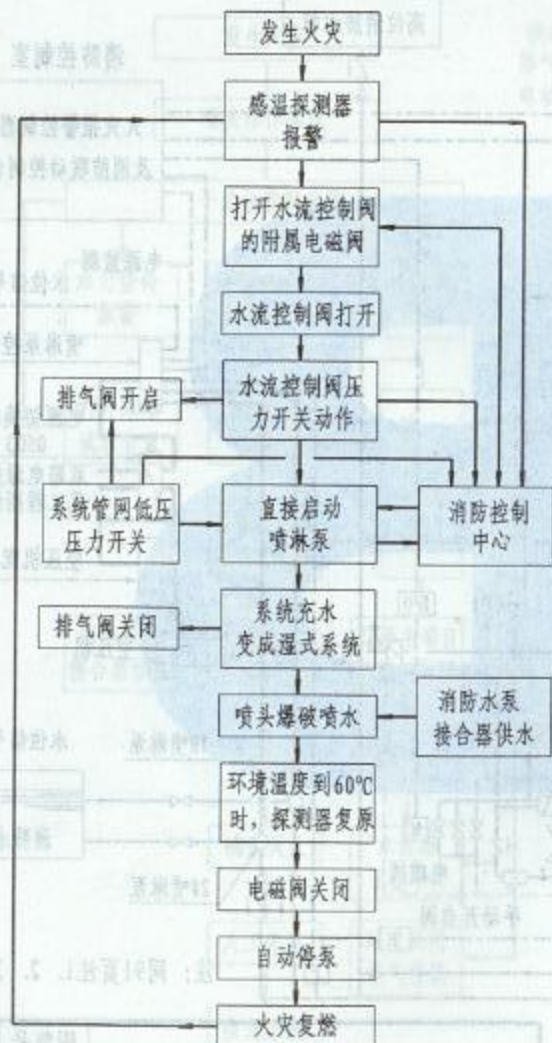 发生火灾
感温探测器
报警
打开水流控制阀
的附属电磁阀
水流控制阀打开
排气阀开启
水流控制阀压
力开关动作
系统管网低压
压力开关
直接启动
喷淋泵
消防控制
中心
排气阀关闭
系统充水
变成湿式系统
喷头爆破喷水
消防水泵
接合器供水
环境温度到60℃
时，探测器复原
电磁阀关闭
自动停泵
火灾复燃